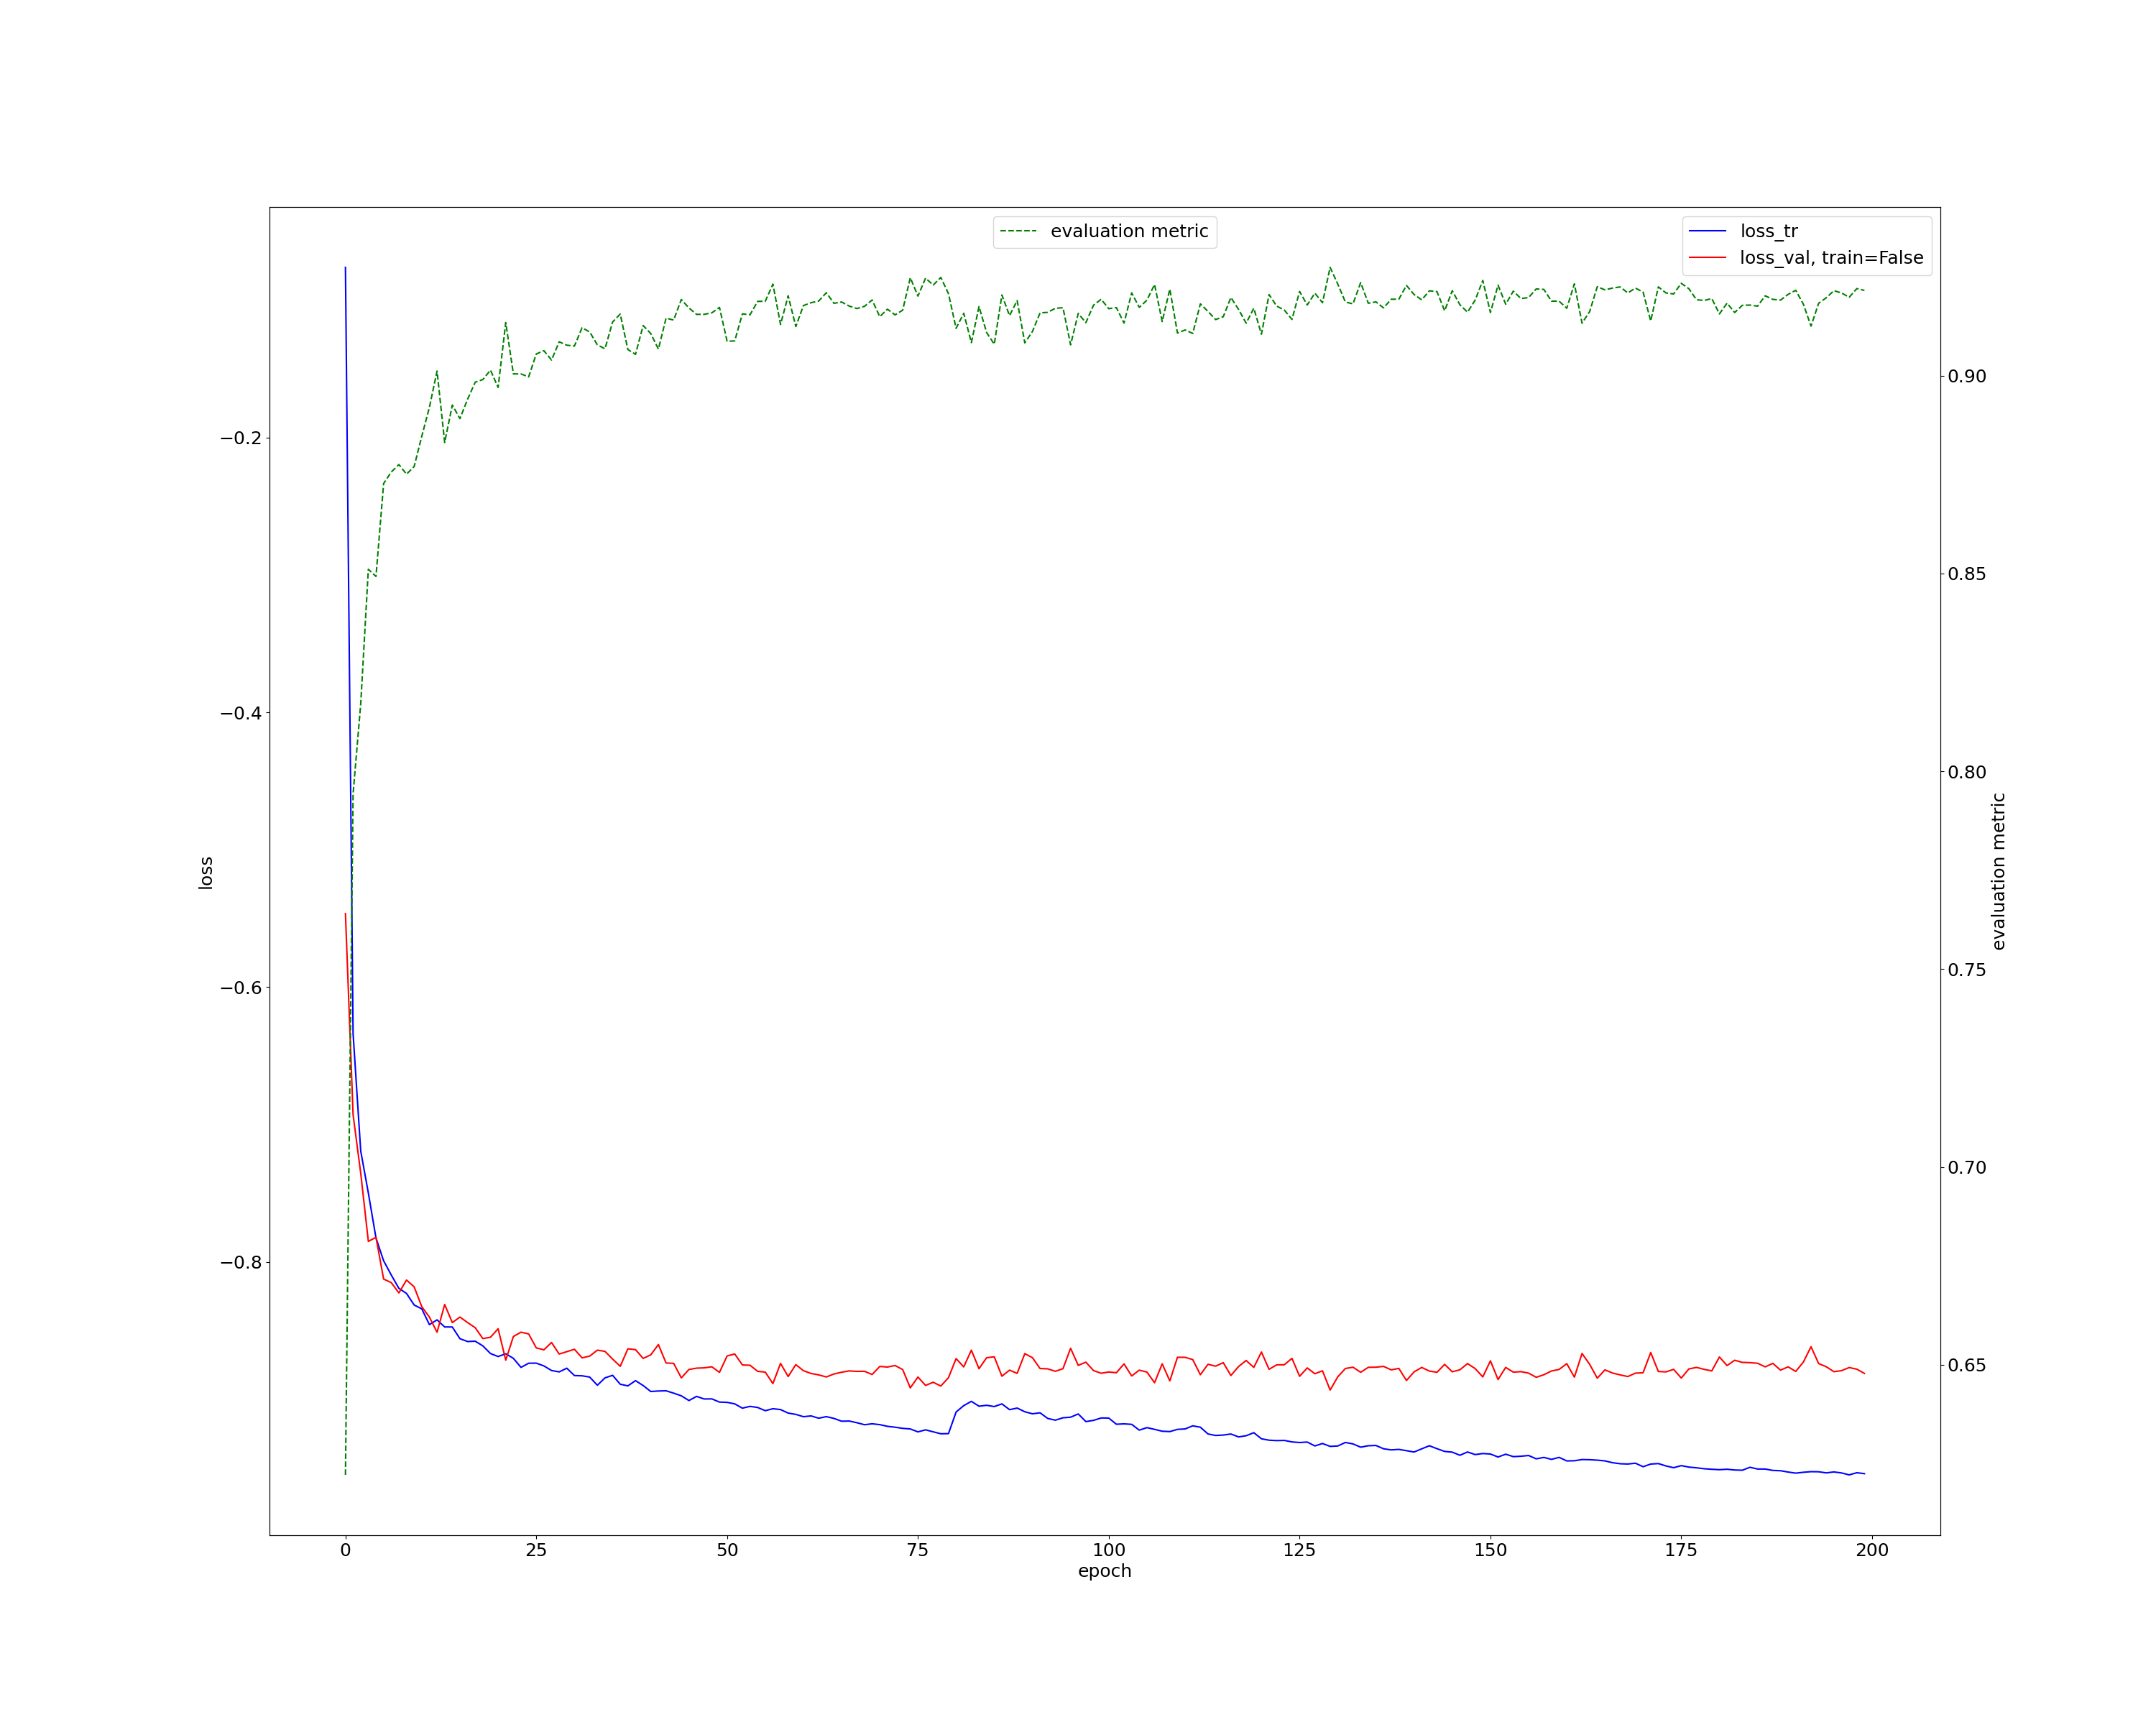 evaluation metric
loss_tr
loss_val, train=False
−0.2
−0.4
−0.6
−0.8
loss
0.90
0.85
0.80
0.75
0.70
0.65
evaluation metric
0 25 50 75 100 125 150 175 200
epoch